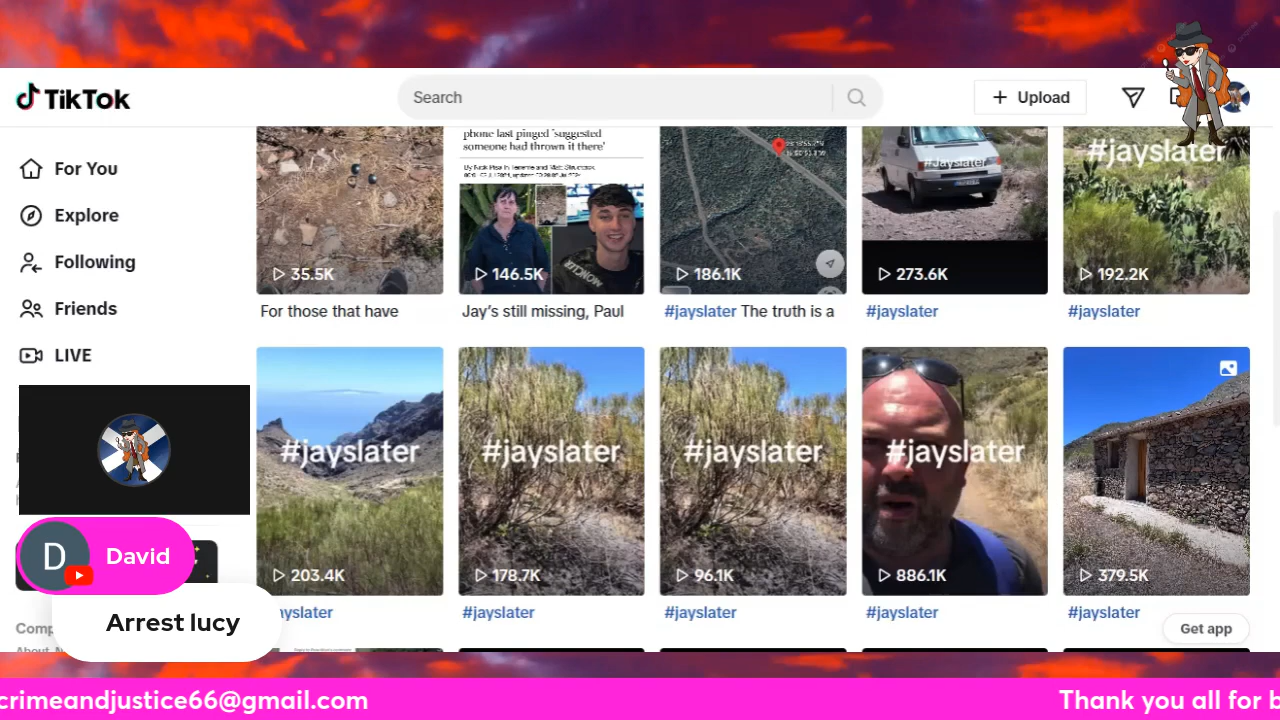 TikTok
Search
Upload
For You
Explore
Following
Friends
LIVE
phone last pinged 'suggested
someone had thrown it there'
#jayslater
#jayslater
35.5K
146.5K
186.1K
273.6K
192.2K
For those that have
Jay's still missing, Paul
#jayslater The truth is a
#jayslater
#jayslater
#jayslater
#jayslater
#jayslater
#jayslater
203.4K
178.7K
96.1K
886.1K
379.5K
#jayslater
#jayslater
#jayslater
#jayslater
D
David
Arrest lucy
Get app
crimeandjustice66@gmail.com
Thank you all for b